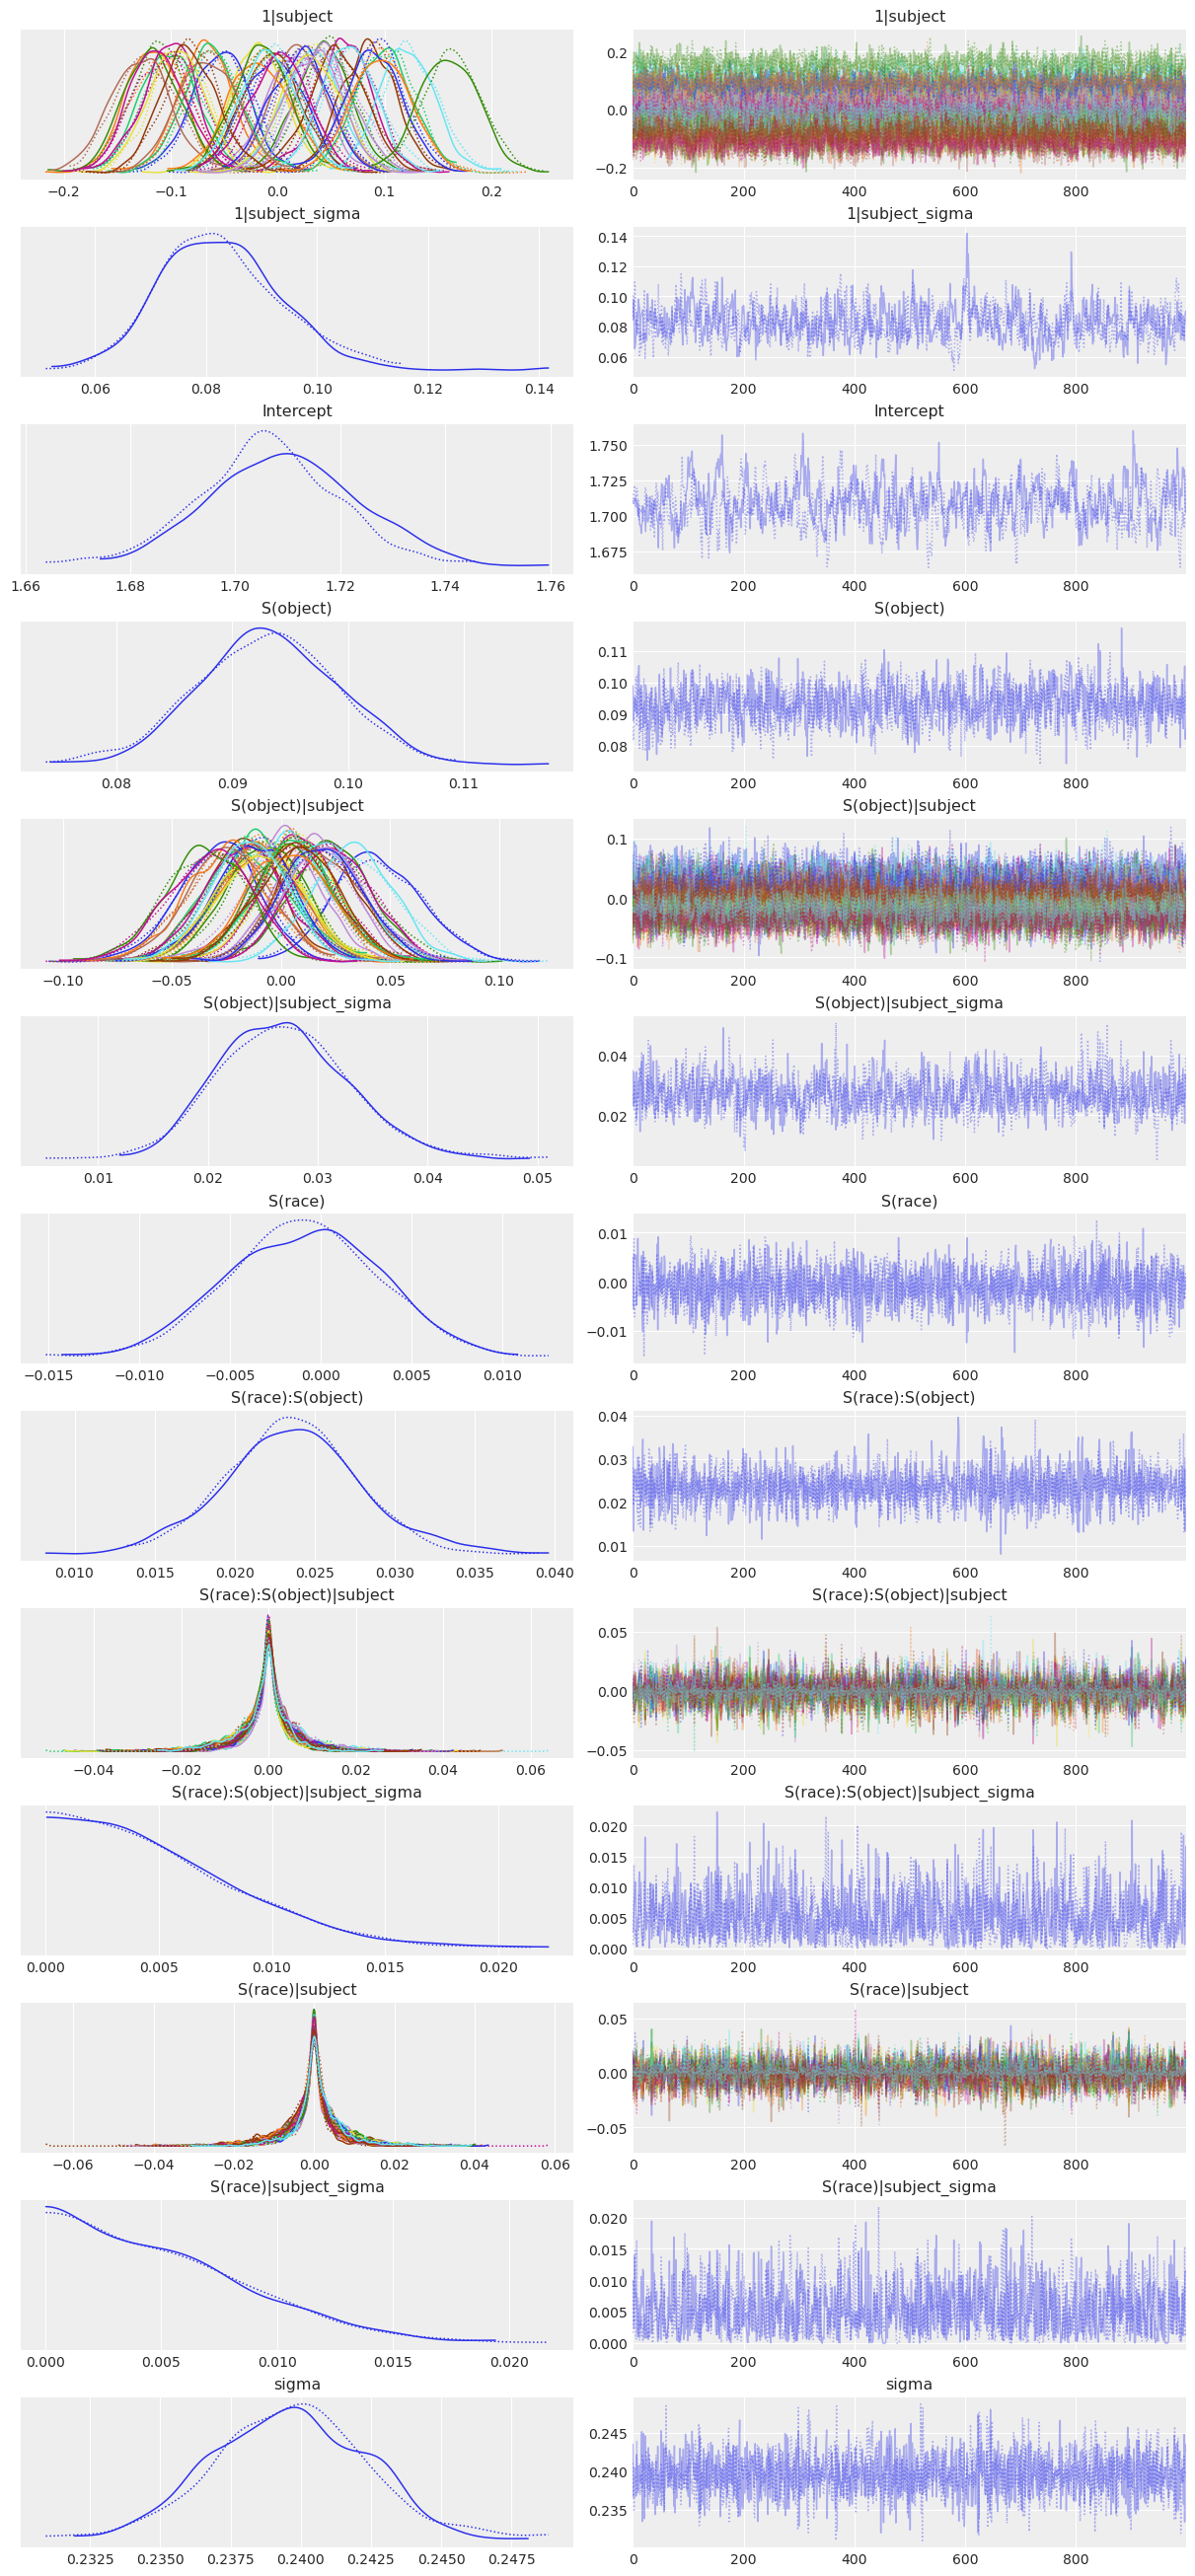 1|subject 1|subject
0.2
0.0
−0.2
−0.2 −0.1 0.0 0.1 0.2 0 200 400 600 800
1|subject_sigma 1|subject_sigma
0.14
0.12
0.10
0.08
0.06
0.06 0.08 0.10 0.12 0.14 0 200 400 600 800
Intercept Intercept
1.750
1.725
1.700
1.675
1.66 1.68 1.70 1.72 1.74 1.76 0 200 400 600 800
S(object) S(object)
0.11
0.10
0.09
0.08
0.08 0.09 0.10 0.11 0 200 400 600 800
S(object)|subject S(object)|subject
0.1
0.0
−0.1
−0.10 −0.05 0.00 0.05 0.10 0 200 400 600 800
S(object)|subject_sigma S(object)|subject_sigma
0.04
0.02
0.01 0.02 0.03 0.04 0.05 0 200 400 600 800
S(race) S(race)
0.01
0.00
−0.01
−0.015 −0.010 −0.005 0.000 0.005 0.010 0 200 400 600 800
S(race):S(object) S(race):S(object)
0.04
0.03
0.02
0.01
0.010 0.015 0.020 0.025 0.030 0.035 0.040 0 200 400 600 800
S(race):S(object)|subject S(race):S(object)|subject
0.05
0.00
−0.05
−0.04 −0.02 0.00 0.02 0.04 0.06 0 200 400 600 800
S(race):S(object)|subject_sigma S(race):S(object)|subject_sigma
0.020
0.015
0.010
0.005
0.000
0.000 0.005 0.010 0.015 0.020 0 200 400 600 800
S(race)|subject S(race)|subject
0.05
0.00
−0.05
−0.06 −0.04 −0.02 0.00 0.02 0.04 0.06 0 200 400 600 800
S(race)|subject_sigma S(race)|subject_sigma
0.020
0.015
0.010
0.005
0.000
0.000 0.005 0.010 0.015 0.020 0 200 400 600 800
sigma sigma
0.245
0.240
0.235
0.2325 0.2350 0.2375 0.2400 0.2425 0.2450 0.2475 0 200 400 600 800